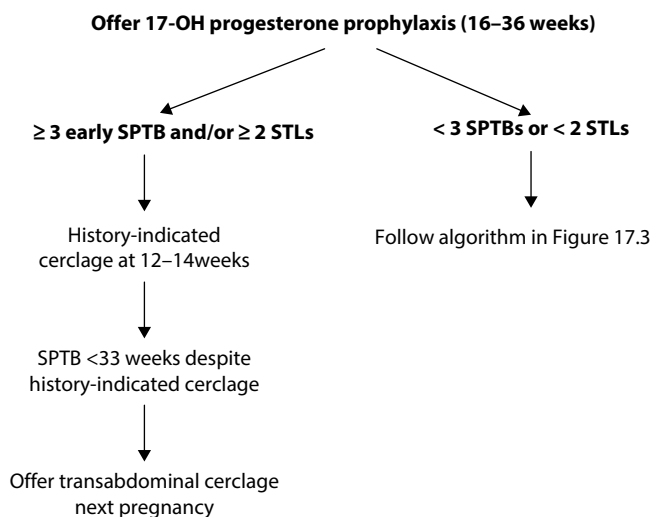 Offer 17-OH progesterone prophylaxis (16–36 weeks)
≥ 3 early SPTB and/or ≥ 2 STLs
< 3 SPTBs or < 2 STLs
History-indicated
cerclage at 12–14weeks
Follow algorithm in Figure 17.3
SPTB <33 weeks despite
history-indicated cerclage
Offer transabdominal cerclage
next pregnancy